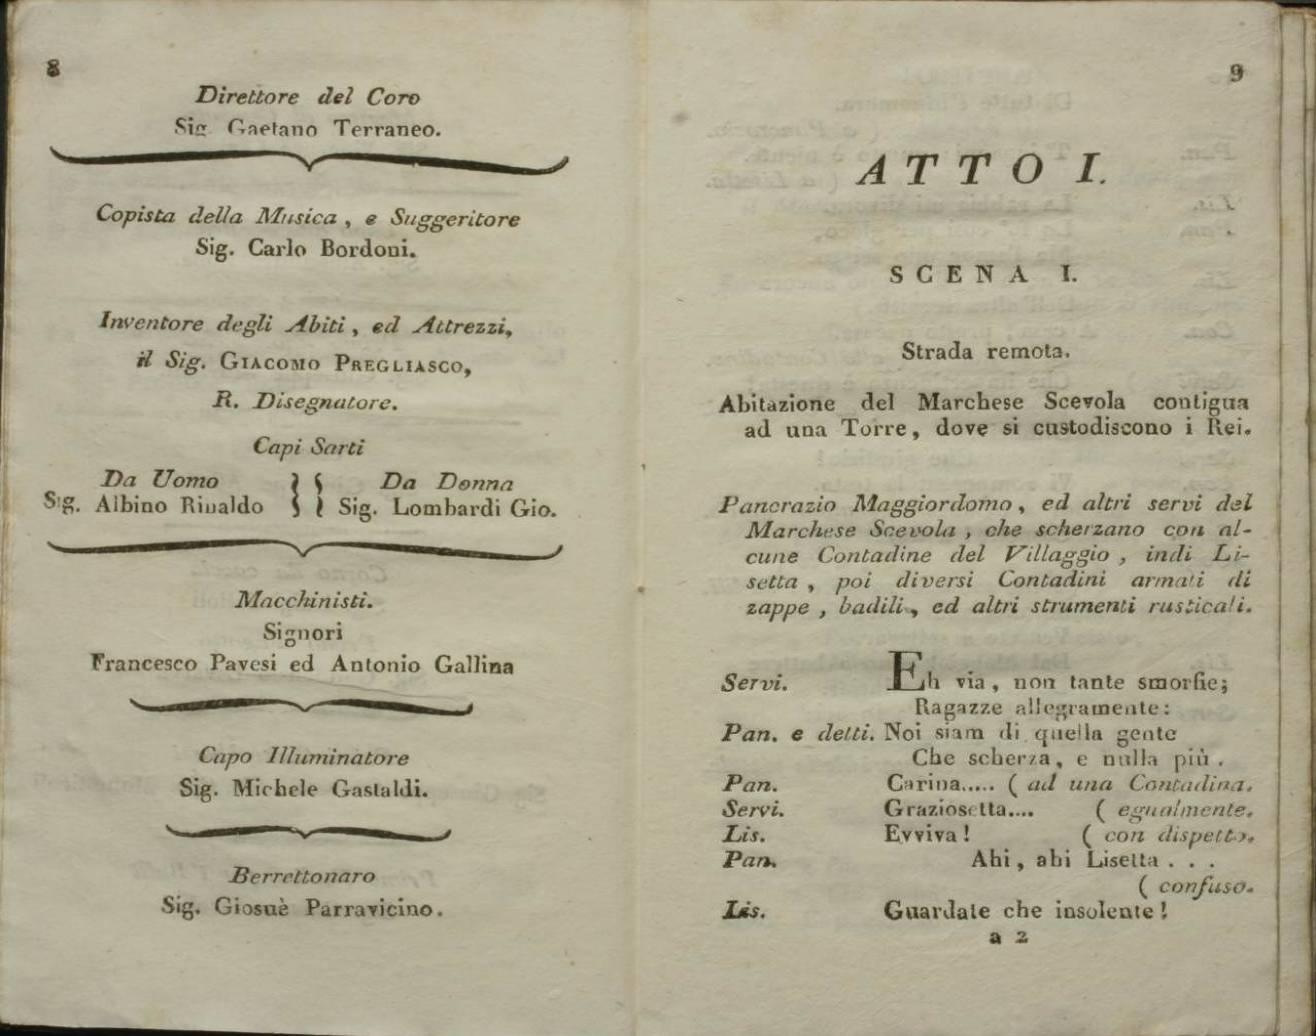 8
Direttore del Coro
Sig. Gaetano Terraneo.
Copista della Musica, e Suggeritore
Sig. Carlo Bordoni.
Inventore degli Abiti, ed Attrezzi,
il Sig. GIACOMO PREGLIASCO,
R. Disegnatore.
Capi Sarti
Da Uomo Da Donna
Sig. Albino Rinaldo Sig. Lombardi Gio.
Macchinisti.
Signori
Francesco Pavesi ed Antonio Gallina
Capo Illuminatore
Sig. Michele Gastaldi.
Berrettonaro
Sig. Giosuè Parravicino.
9
ATTO I.
SCENA I.
Strada remota.
Abitazione del Marchese Scevola contigua
ad una Torre, dove si custodiscono i Rei.
Pancrazio Maggiordomo, ed altri servi del
Marchese Scevola, che scherzano con al-
cune Contadine del Villaggio, indi Li-
setta, poi diversi Contadini armati di
zappe, badili, ed altri strumenti rusticali.
Servi. Eh via, non tante smorfie;
Ragazze allegramente:
Pan. e detti. Noi siam di quella gente
Che scherza, e nulla più.
Pan. Carina..... ( ad una Contadina.
Servi. Graziosetta.... ( egualmente.
Lis. Evviva! ( con dispetto.
Pan. Ahi, ahi Lisetta . . .
( confuso.
Lis. Guardate che insolente!
a 2